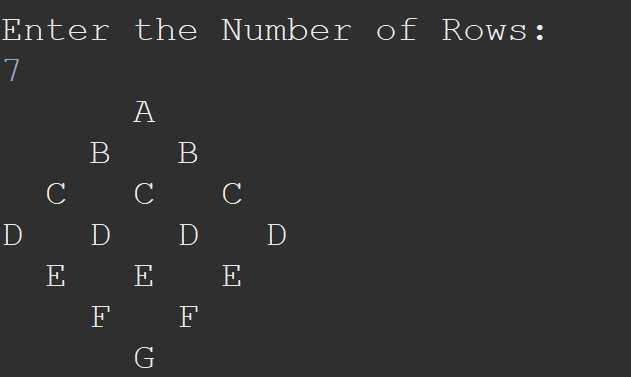 Enter the Number of Rows:
7
      A
    B   B
  C   C   C
D   D   D   D
  E   E   E
    F   F
      G